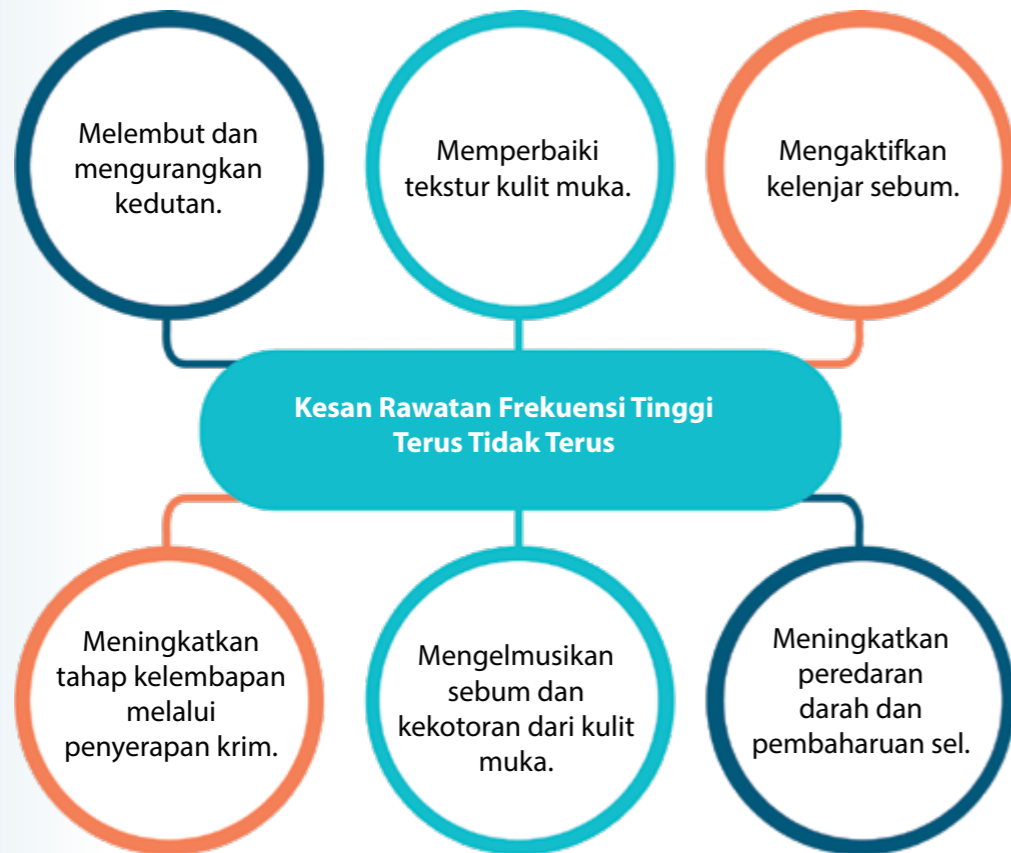 Melembut dan
mengurangkan
kedutan.
Memperbaiki
tekstur kulit muka.
Mengaktifkan
kelenjar sebum.
Kesan Rawatan Frekuensi Tinggi
Terus Tidak Terus
Meningkatkan
tahap kelembapan
melalui
penyerapan krim.
Mengelmusikan
sebum dan
kekotoran dari kulit
muka.
Meningkatkan
peredaran
darah dan
pembaharuan sel.